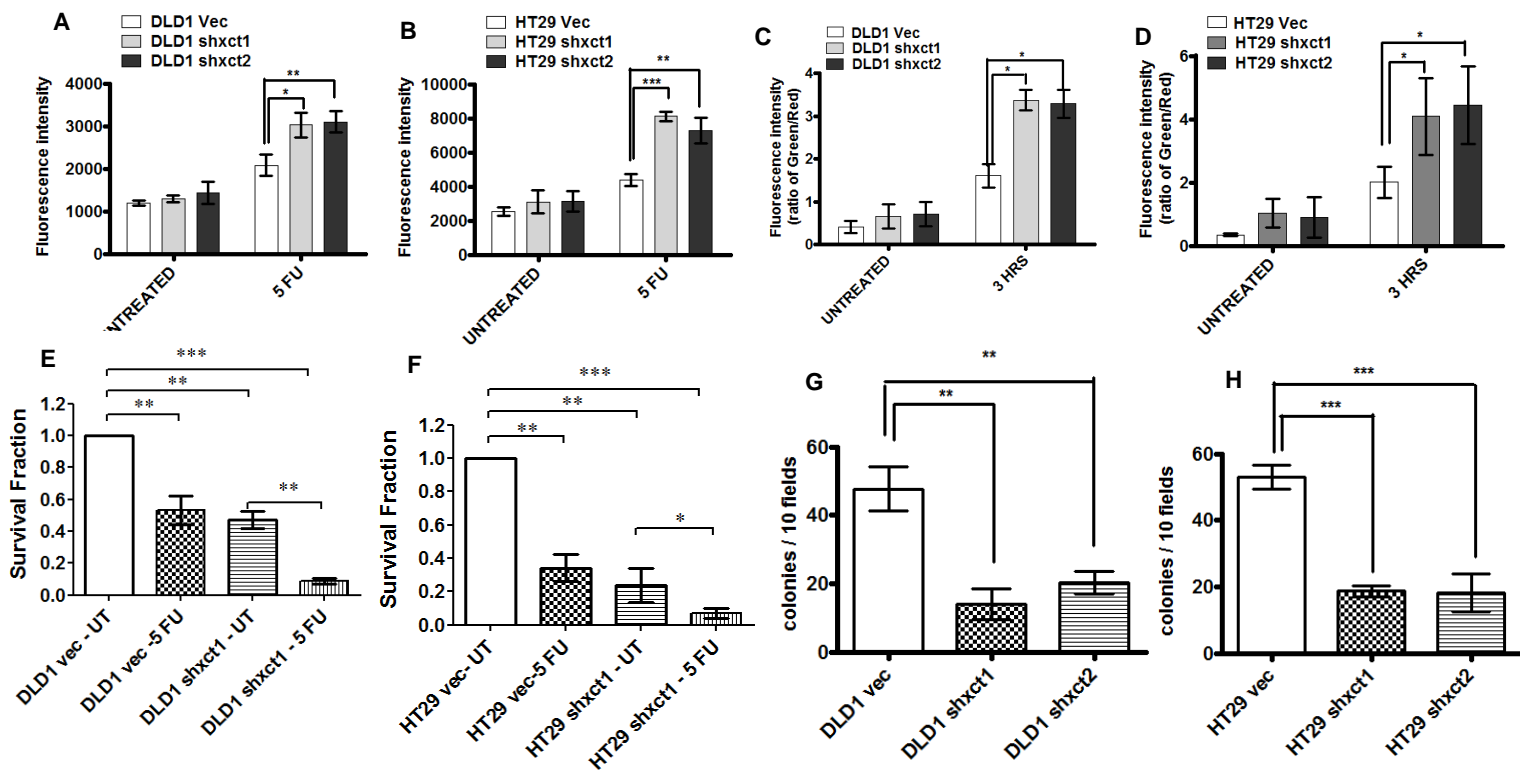 A
DLD1 Vec
DLD1 shxct1
DLD1 shxct2
Fluorescence intensity
4000
3000
2000
1000
0
**
*
5 FU
B
HT29 Vec
HT29 shxct1
HT29 shxct2
Fluorescence intensity
10000
8000
6000
4000
2000
0
**
***
UNTREATED
5 FU
C
DLD1 Vec
DLD1 shxct1
DLD1 shxct2
Fluorescence intensity
(ratio of Green/Red)
4
3
2
1
0
*
*
UNTREATED
3 HRS
D
HT29 Vec
HT29 shxct1
HT29 shxct2
Fluorescence intensity
(ratio of Green/Red)
6
4
2
0
*
*
UNTREATED
3 HRS
E
***
**
**
**
Survival Fraction
1.2
1.0
0.8
0.6
0.4
0.2
0.0
DLD1 vec - UT
DLD1 vec -5 FU
DLD1 shxct1 - UT
DLD1 shxct1 - 5 FU
F
***
**
**
*
Survival Fraction
1.2
1.0
0.8
0.6
0.4
0.2
0.0
HT29 vec- UT
HT29 vec-5 FU
HT29 shxct1 - UT
HT29 shxct1 - 5 FU
G
**
**
colonies / 10 fields
60
40
20
0
DLD1 vec
DLD1 shxct1
DLD1 shxct2
H
***
***
colonies / 10 fields
60
40
20
0
HT29 vec
HT29 shxct1
HT29 shxct2